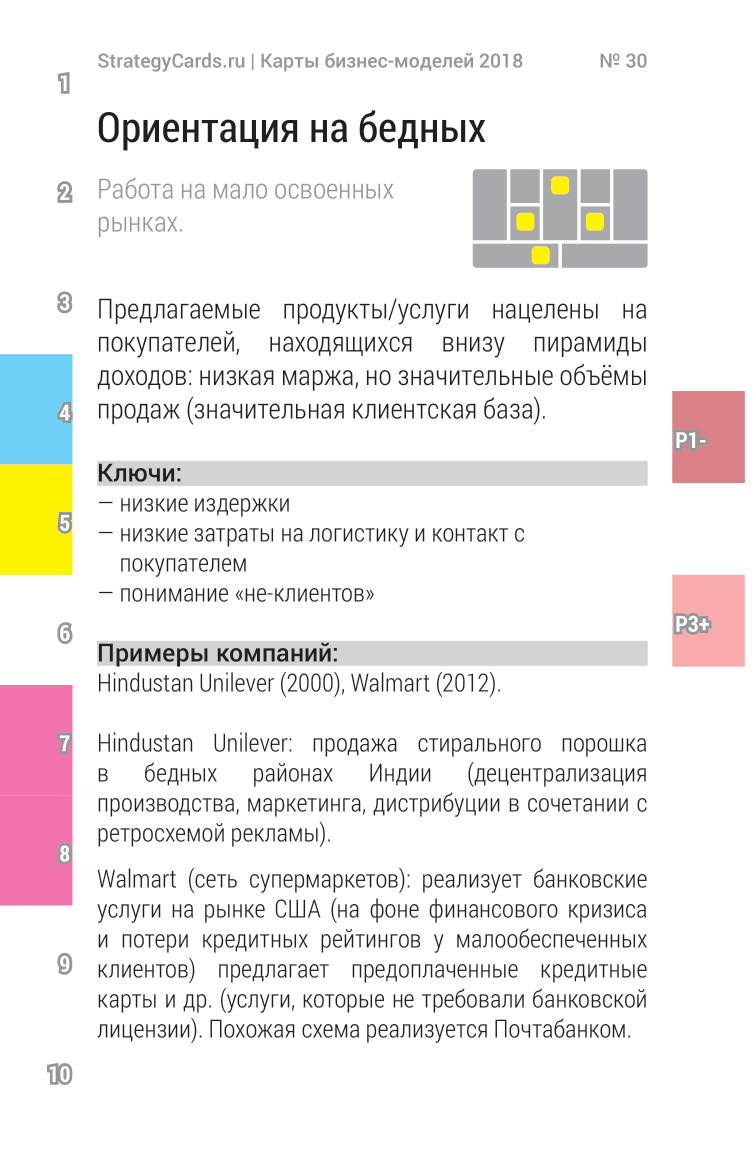 StrategyCards.ru | Карты бизнес-моделей 2018 № 30
1
Ориентация на бедных
2
Работа на мало освоенных
рынках.
3
Предлагаемые продукты/услуги нацелены на
покупателей, находящихся внизу пирамиды
доходов: низкая маржа, но значительные объёмы
4
продаж (значительная клиентская база).
P1-
Ключи:
— низкие издержки
5
— низкие затраты на логистику и контакт с
покупателем
— понимание «не-клиентов»
P3+
6
Примеры компаний:
Hindustan Unilever (2000), Walmart (2012).
7
Hindustan Unilever: продажа стирального порошка
в бедных районах Индии (децентрализация
производства, маркетинга, дистрибуции в сочетании с
ретросхемой рекламы).
8
Walmart (сеть супермаркетов): реализует банковские
услуги на рынке США (на фоне финансового кризиса
и потери кредитных рейтингов у малообеспеченных
9
клиентов) предлагает предоплаченные кредитные
карты и др. (услуги, которые не требовали банковской
лицензии). Похожая схема реализуется Почтабанком.
10